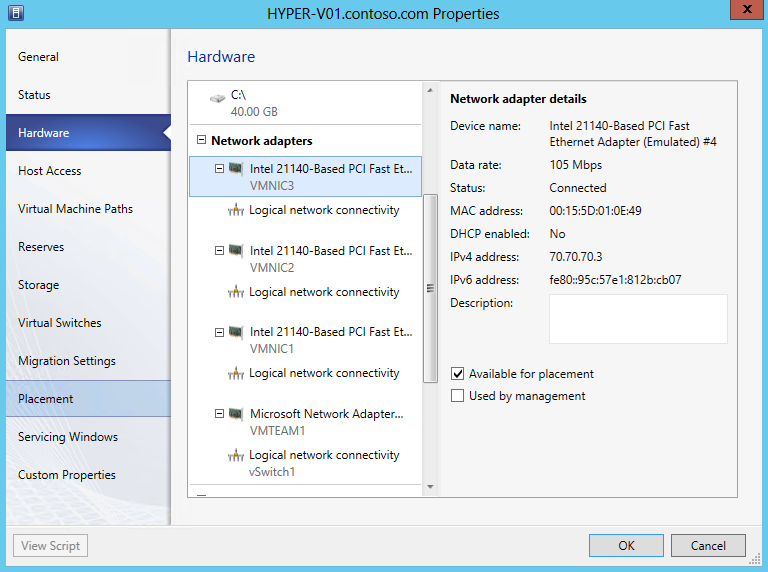 HYPER-V01.contoso.com Properties
General
Status
Hardware
Host Access
Virtual Machine Paths
Reserves
Storage
Virtual Switches
Migration Settings
Placement
Servicing Windows
Custom Properties
Hardware
C:\
40.00 GB
Network adapters
Intel 21140-Based PCI Fast Et...
VMNIC3
Logical network connectivity
Intel 21140-Based PCI Fast Et...
VMNIC2
Logical network connectivity
Intel 21140-Based PCI Fast Et...
VMNIC1
Logical network connectivity
Microsoft Network Adapter...
VMTEAM1
Logical network connectivity
vSwitch1
Network adapter details
Device name: Intel 21140-Based PCI Fast
Ethernet Adapter (Emulated) #4
Data rate: 105 Mbps
Status: Connected
MAC address: 00:15:5D:01:0E:49
DHCP enabled: No
IPv4 address: 70.70.70.3
IPv6 address: fe80::95c:57e1:812b:cb07
Description:
Available for placement
Used by management
View Script
OK
Cancel